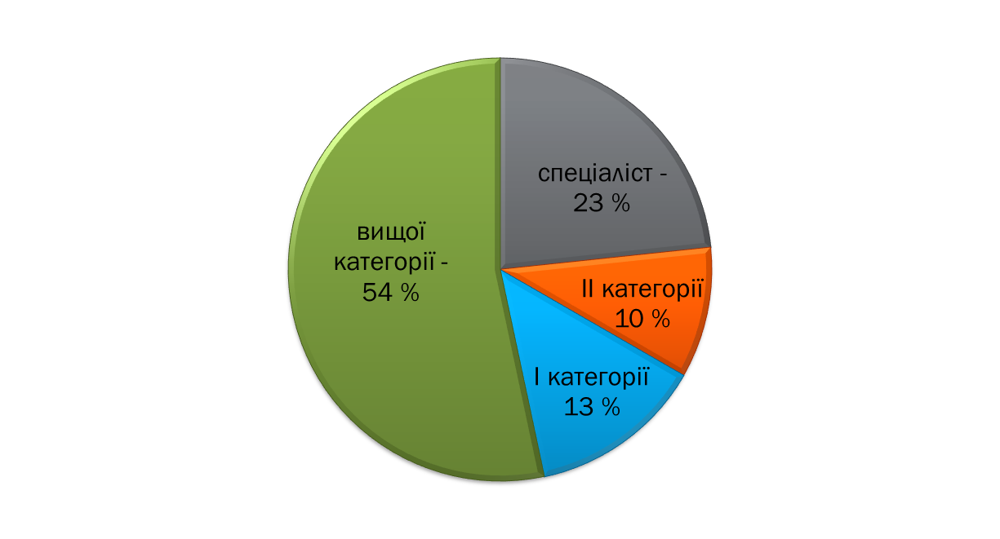 спеціаліст -
23 %
вищої
категорії -
54 %
ІІ категорії
10 %
І категорії
13 %